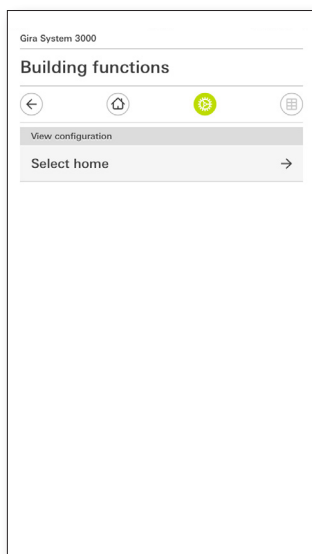 Gira System 3000
Building functions
View configuration
Select home